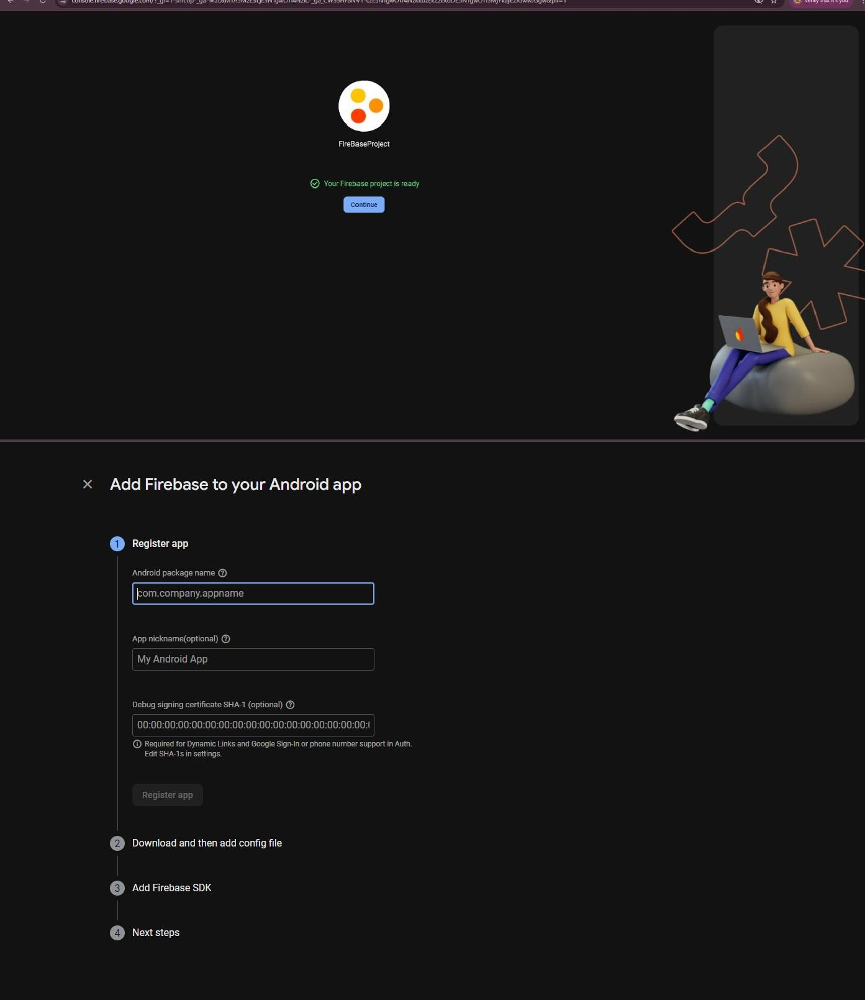 Verify that it's you
FireBaseProject
Your Firebase project is ready
Continue
Add Firebase to your Android app
1 Register app
Android package name
com.company.appname
App nickname(optional)
My Android App
Debug signing certificate SHA-1 (optional)
00:00:00:00:00:00:00:00:00:00:00:00:00:00:00:00:00:
Required for Dynamic Links and Google Sign-In or phone number support in Auth.
Edit SHA-1s in settings.
Register app
2 Download and then add config file
3 Add Firebase SDK
4 Next steps